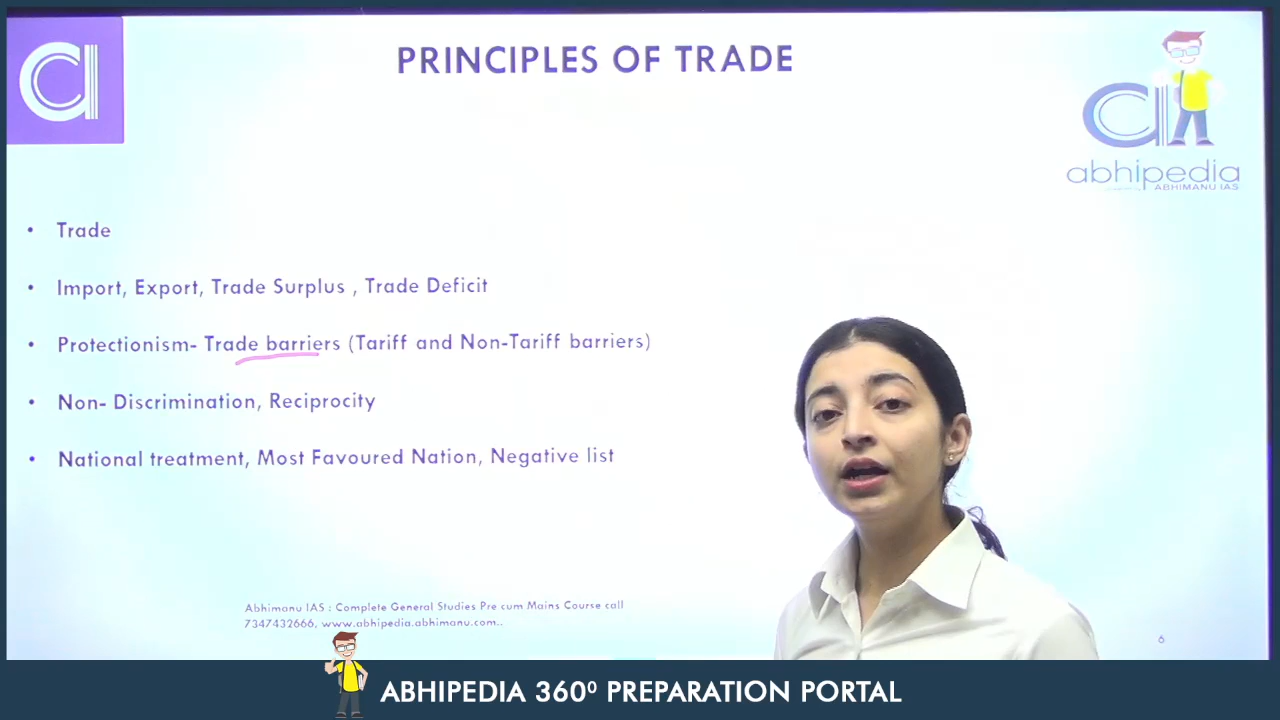 PRINCIPLES OF TRADE
abhipedia
ABHIMANU IAS
• Trade
• Import, Export, Trade Surplus , Trade Deficit
• Protectionism- Trade barriers (Tariff and Non-Tariff barriers)
• Non- Discrimination, Reciprocity
• National treatment, Most Favoured Nation, Negative list
Abhimanu IAS : Complete General Studies Pre cum Mains Course call
7347432666, www.abhipedia.abhimanu.com..
6
ABHIPEDIA 360⁰ PREPARATION PORTAL